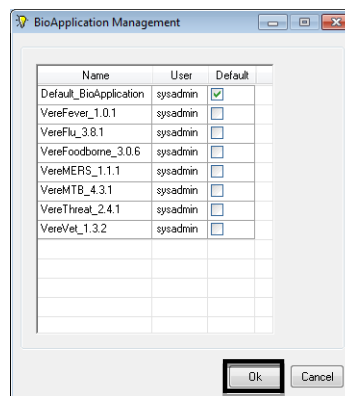 BioApplication Management
Name User Default
Default_BioApplication sysadmin
VereFever_1.0.1 sysadmin
VereFlu_3.8.1 sysadmin
VereFoodborne_3.0.6 sysadmin
VereMERS_1.1.1 sysadmin
VereMTB_4.3.1 sysadmin
VereThreat_2.4.1 sysadmin
VereVet_1.3.2 sysadmin
Ok Cancel